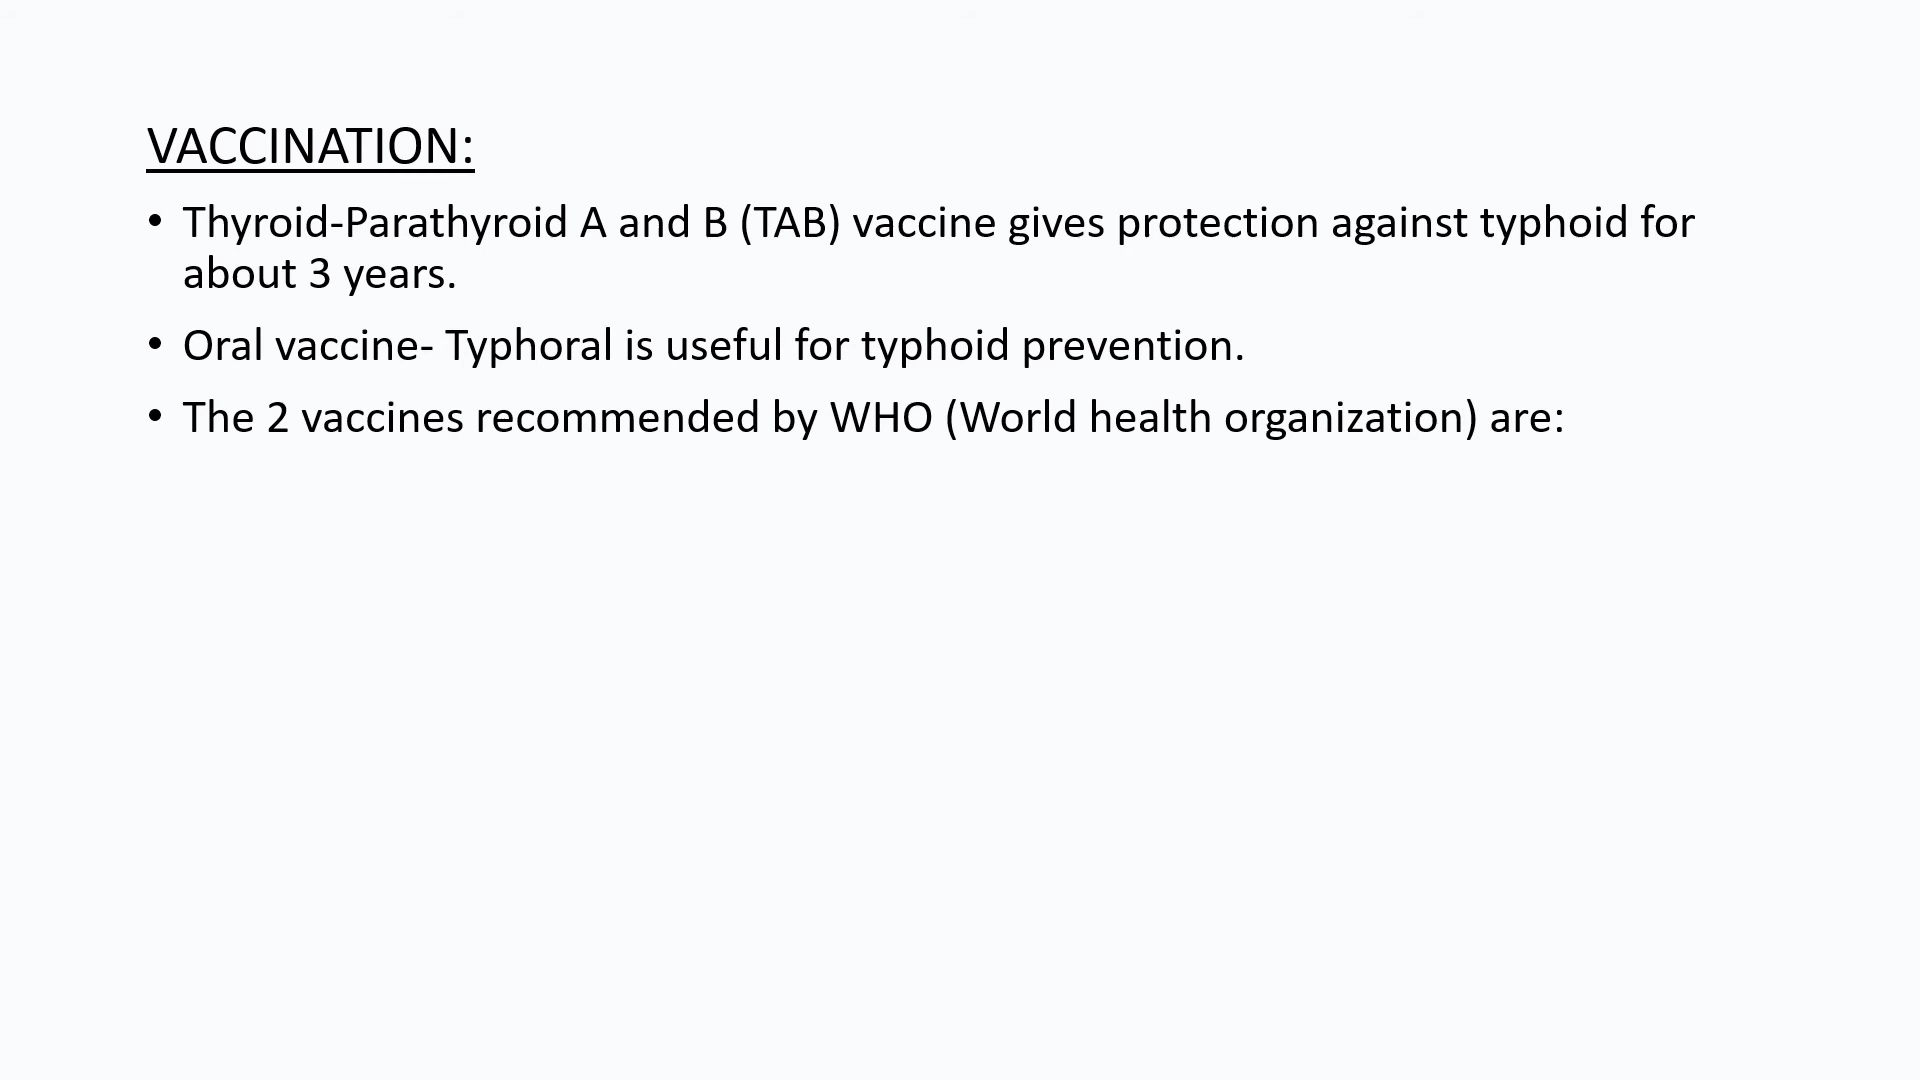 VACCINATION:
• Thyroid-Parathyroid A and B (TAB) vaccine gives protection against typhoid for
about 3 years.
• Oral vaccine- Typhoral is useful for typhoid prevention.
• The 2 vaccines recommended by WHO (World health organization) are: